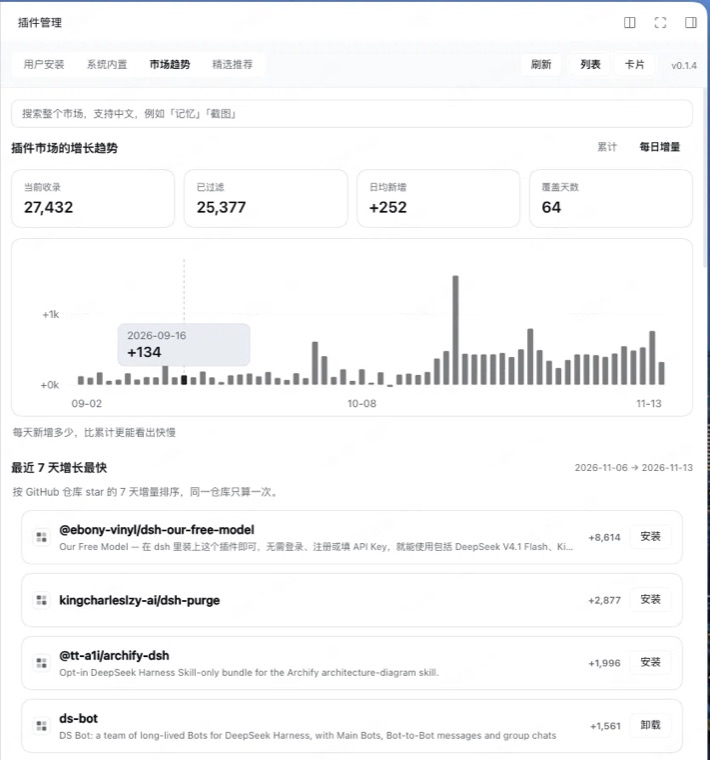 插件管理
用户安装 系统内置 市场趋势 精选推荐 刷新 列表 卡片 v0.1.4
搜索整个市场，支持中文，例如「记忆」「截图」
插件市场的增长趋势 累计 每日增量
当前收录 已过滤 日均新增 覆盖天数
27,432 25,377 +252 64
+1k
2026-09-16
+134
+0k
09-02 10-08 11-13
每天新增多少，比累计更能看出快慢
最近 7 天增长最快 2026-11-06 → 2026-11-13
按 GitHub 仓库 star 的 7 天增量排序，同一仓库只算一次。
@ebony-vinyl/dsh-our-free-model
Our Free Model — 在 dsh 里装上这个插件即可，无需登录、注册或填 API Key，就能使用包括 DeepSeek V4.1 Flash、Ki...
+8,614 安装
kingcharleslzy-ai/dsh-purge +2,877 安装
@tt-a1i/archify-dsh
Opt-in DeepSeek Harness Skill-only bundle for the Archify architecture-diagram skill.
+1,996 安装
ds-bot
DS Bot: a team of long-lived Bots for DeepSeek Harness, with Main Bots, Bot-to-Bot messages and group chats
+1,561 卸载